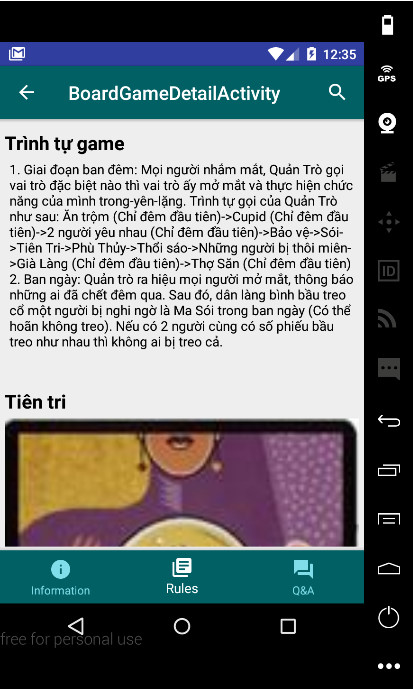 12:35
GPS
BoardGameDetailActivity
Trình tự game
1. Giai đoạn ban đêm: Mọi người nhắm mắt, Quản Trò gọi
vai trò đặc biệt nào thì vai trò ấy mở mắt và thực hiện chức
năng của mình trong-yên-lặng. Trình tự gọi của Quản Trò
như sau: Ăn trộm (Chỉ đêm đầu tiên)->Cupid (Chỉ đêm đầu
tiên)->2 người yêu nhau (Chỉ đêm đầu tiên)->Bảo vệ->Sói-
>Tiên Tri->Phù Thủy->Thổi sáo->Những người bị thôi miên-
>Già Làng (Chỉ đêm đầu tiên)->Thợ Săn (Chỉ đêm đầu tiên)
2. Ban ngày: Quản trò ra hiệu mọi người mở mắt, thông báo
những ai đã chết đêm qua. Sau đó, dân làng bình bầu treo
cổ một người bị nghi ngờ là Ma Sói trong ban ngày (Có thể
hoãn không treo). Nếu có 2 người cùng có số phiếu bầu
treo như nhau thì không ai bị treo cả.
ID
Tiên tri
Information
Rules
Q&A
free for personal use